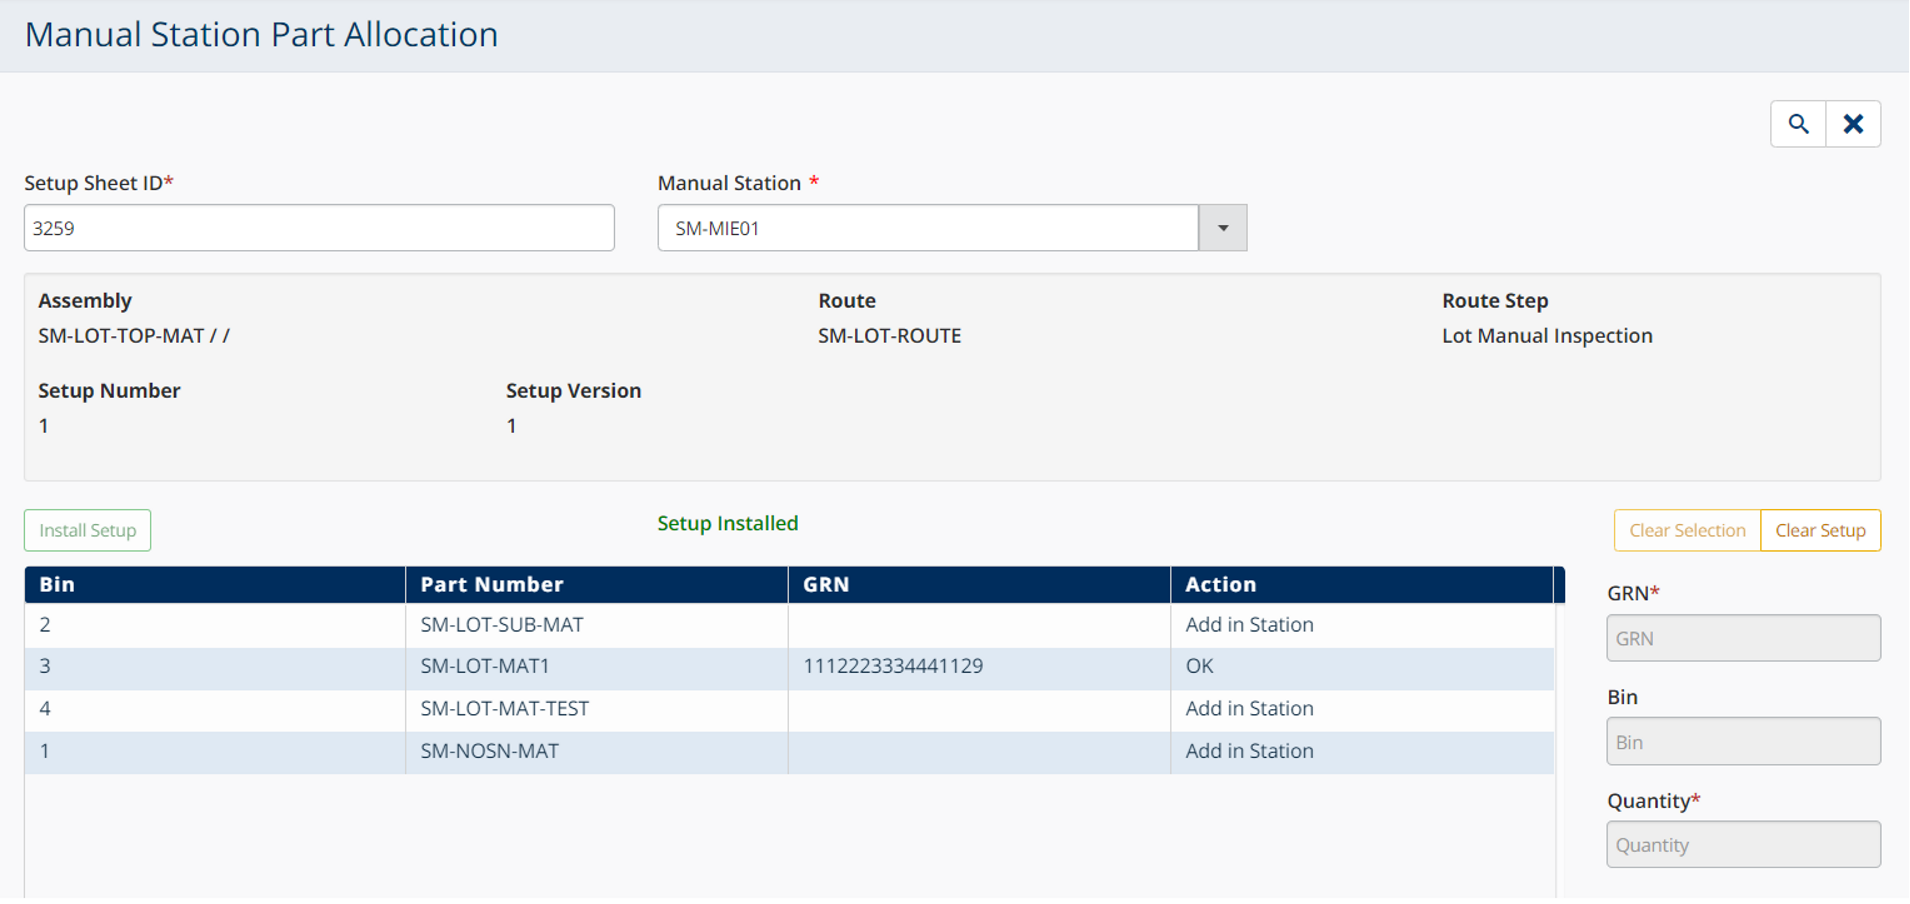 Manual Station Part Allocation
Setup Sheet ID* Manual Station *
3259 SM-MIE01
Assembly Route Route Step
SM-LOT-TOP-MAT / / SM-LOT-ROUTE Lot Manual Inspection
Setup Number Setup Version
1 1
Install Setup Setup Installed Clear Selection Clear Setup
Bin Part Number GRN Action
2 SM-LOT-SUB-MAT Add in Station
3 SM-LOT-MAT1 1112223334441129 OK
4 SM-LOT-MAT-TEST Add in Station
1 SM-NOSN-MAT Add in Station
GRN*
GRN
Bin
Bin
Quantity*
Quantity